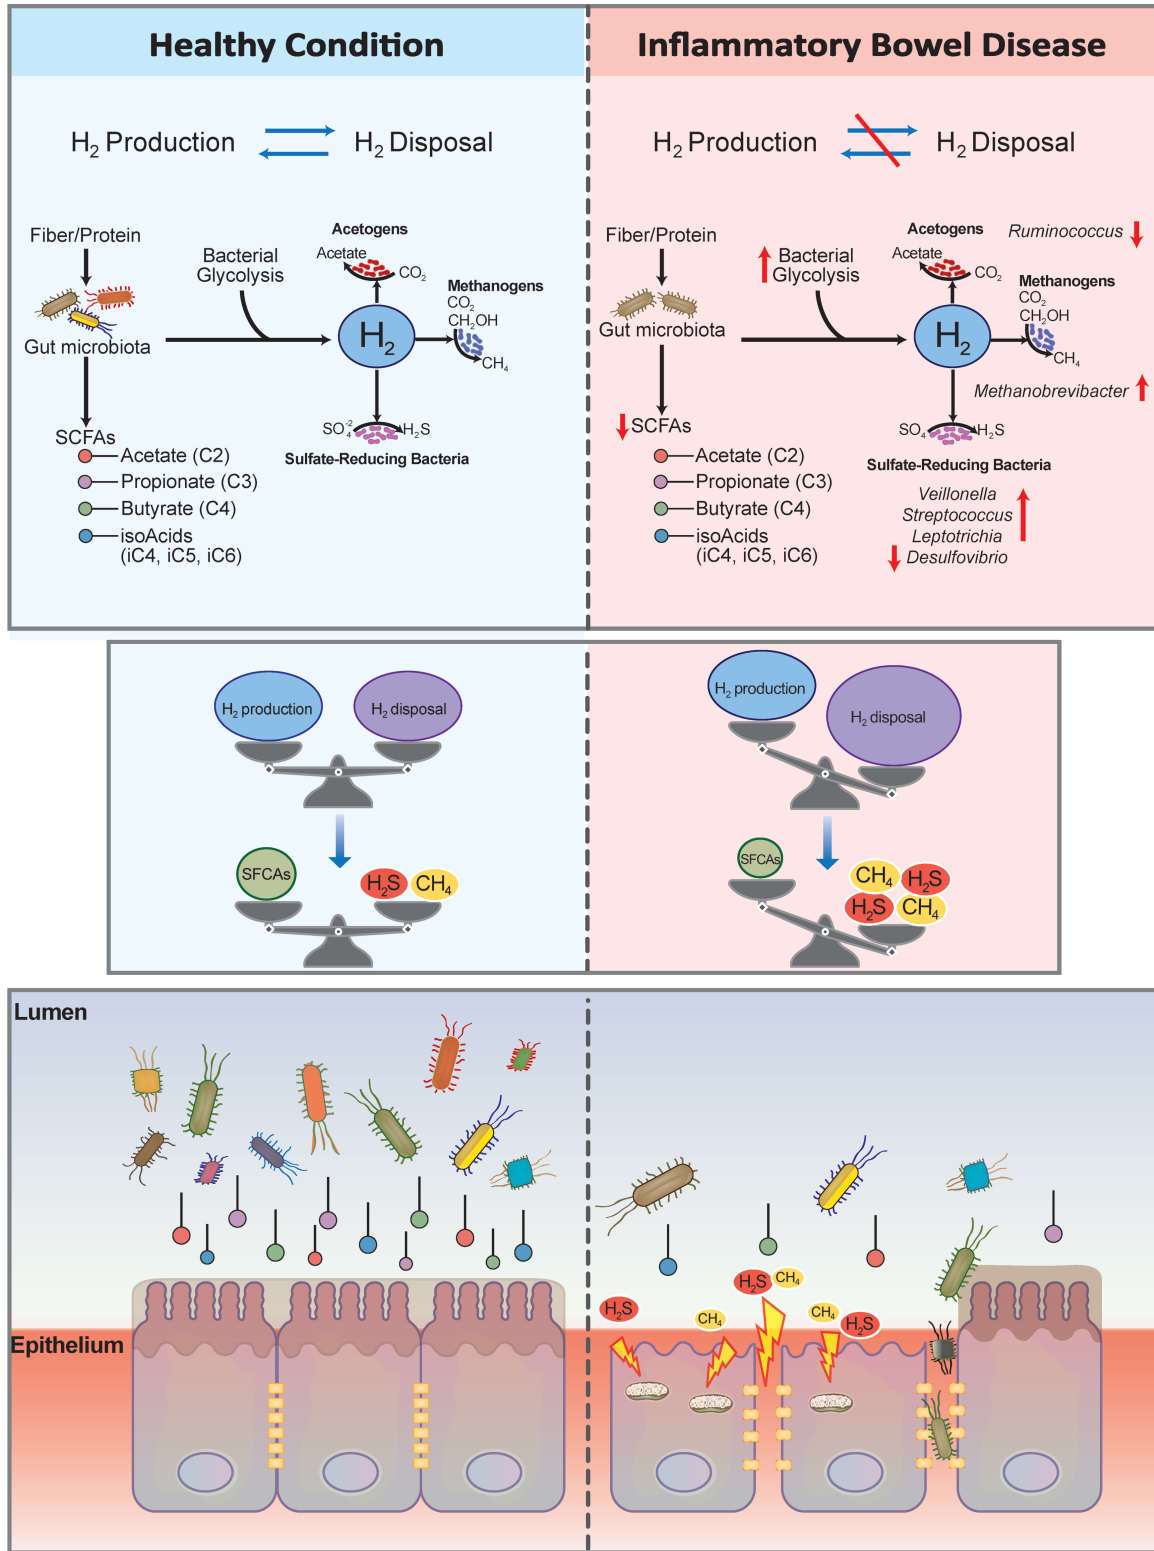 Healthy Condition
H₂ Production
H₂ Disposal
Fiber/Protein
Gut microbiota
SCFAs
Acetate (C2)
Propionate (C3)
Butyrate (C4)
isoAcids
(iC4, iC5, iC6)
Bacterial
Glycolysis
Acetogens
Acetate
CO₂
Methanogens
CO₂
CH₂OH
CH₄
H₂
SO₄⁻²
H₂S
Sulfate-Reducing Bacteria
Inflammatory Bowel Disease
H₂ Production
H₂ Disposal
Fiber/Protein
Gut microbiota
SCFAs
Acetate (C2)
Propionate (C3)
Butyrate (C4)
isoAcids
(iC4, iC5, iC6)
Bacterial
Glycolysis
Acetogens
Acetate
CO₂
Ruminococcus
Methanogens
CO₂
CH₂OH
CH₄
H₂
Methanobrevibacter
SO₄
H₂S
Sulfate-Reducing Bacteria
Veillonella
Streptococcus
Leptotrichia
Desulfovibrio
H₂ production
H₂ disposal
SFCAs
H₂S
CH₄
H₂ production
H₂ disposal
SFCAs
CH₄
H₂S
H₂S
CH₄
Lumen
Epithelium
H₂S
CH₄
H₂S
CH₄
CH₄
H₂S